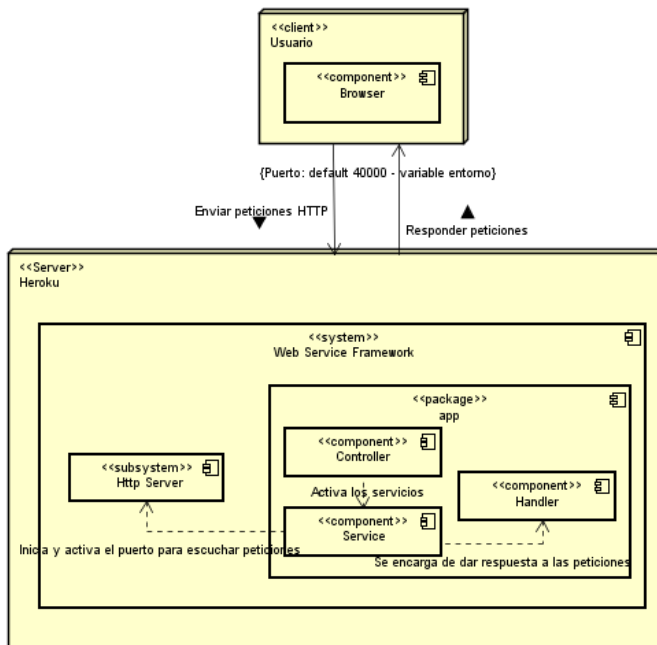 <<client>>
Usuario
<<component>>
Browser
{Puerto: default 40000 - variable entorno}
Enviar peticiones HTTP
Responder peticiones
<<Server>>
Heroku
<<system>>
Web Service Framework
<<package>>
app
<<component>>
Controller
<<subsystem>>
Http Server
<<component>>
Handler
Activa los servicios
<<component>>
Service
Inicia y activa el puerto para escuchar peticiones
Se encarga de dar respuesta a las peticiones